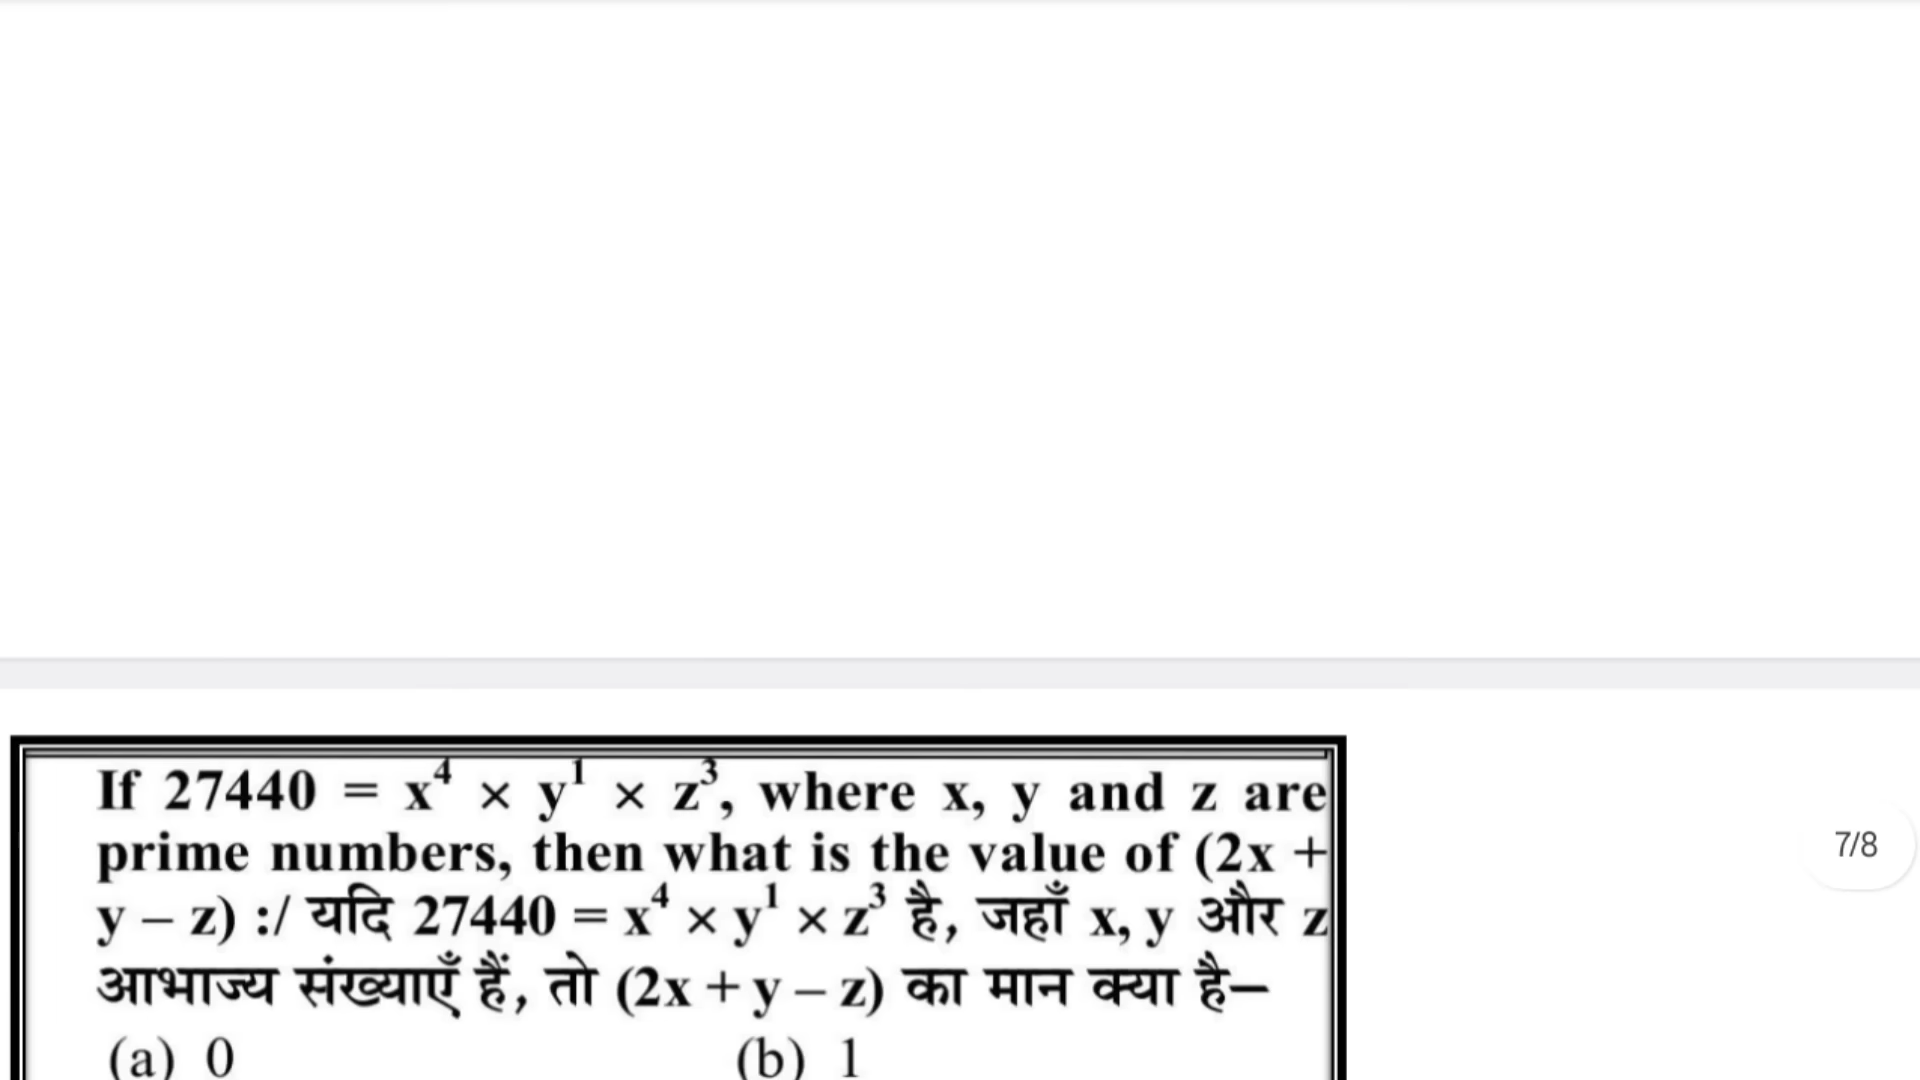 If 27440 = x⁴ × y¹ × z³, where x, y and z are
prime numbers, then what is the value of (2x +
y – z) :/ यदि 27440 = x⁴ × y¹ × z³ है, जहाँ x, y और z
आभाज्य संख्याएँ हैं, तो (2x + y – z) का मान क्या है–
(a) 0 (b) 1
7/8